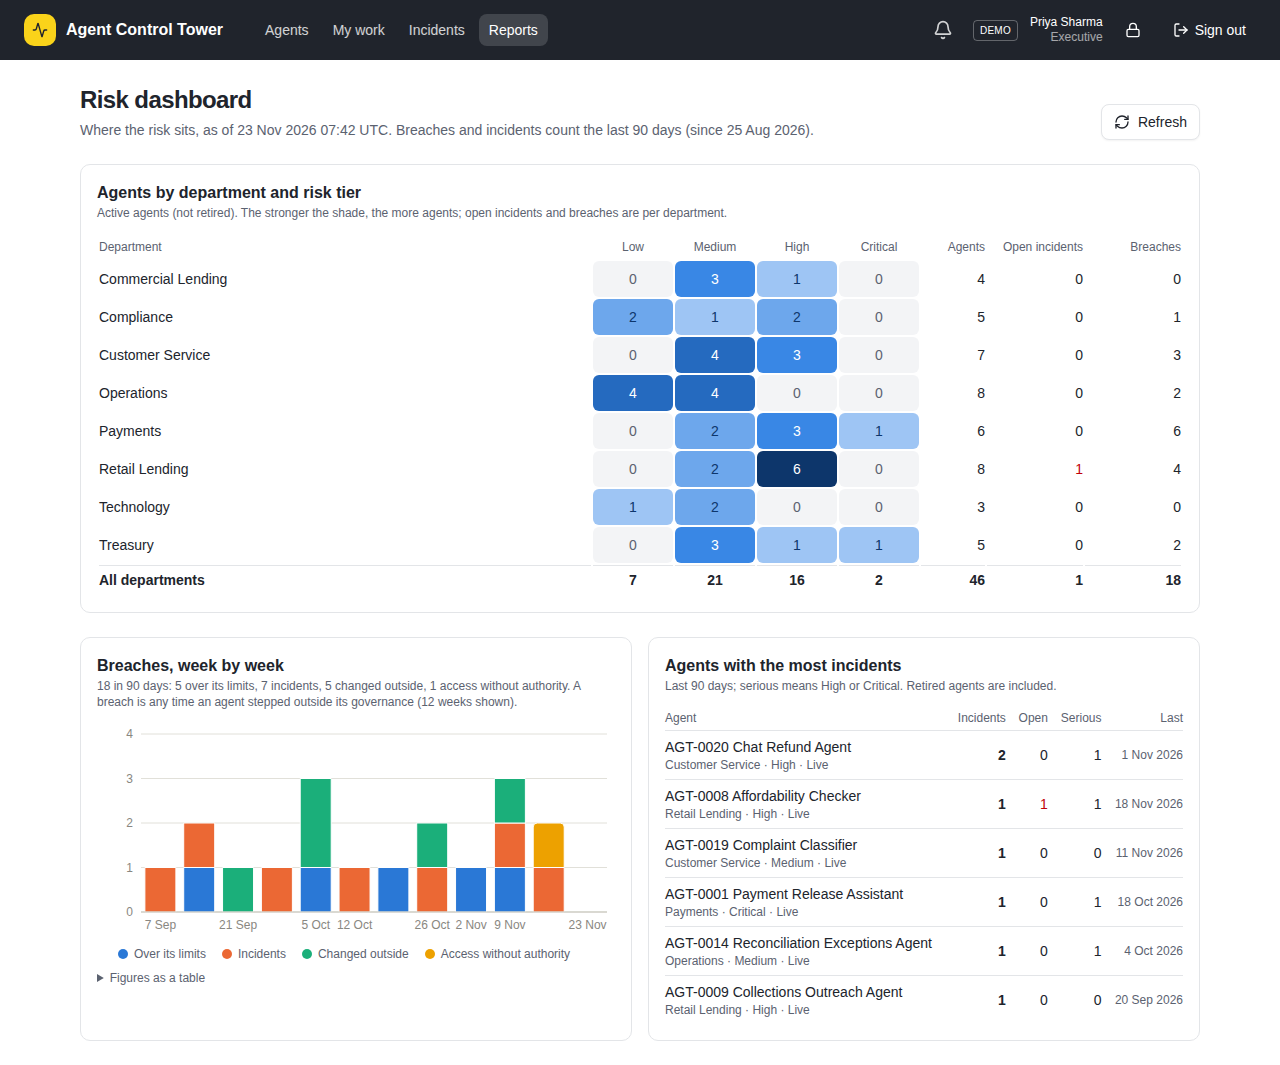 Agent Control Tower
Agents
My work
Incidents
Reports
DEMO
Priya Sharma
Executive
Sign out
Risk dashboard
Where the risk sits, as of 23 Nov 2026 07:42 UTC. Breaches and incidents count the last 90 days (since 25 Aug 2026).
Refresh
Agents by department and risk tier
Active agents (not retired). The stronger the shade, the more agents; open incidents and breaches are per department.
Department Low Medium High Critical Agents Open incidents Breaches
Commercial Lending 0 3 1 0 4 0 0
Compliance 2 1 2 0 5 0 1
Customer Service 0 4 3 0 7 0 3
Operations 4 4 0 0 8 0 2
Payments 0 2 3 1 6 0 6
Retail Lending 0 2 6 0 8 1 4
Technology 1 2 0 0 3 0 0
Treasury 0 3 1 1 5 0 2
All departments 7 21 16 2 46 1 18
Breaches, week by week
18 in 90 days: 5 over its limits, 7 incidents, 5 changed outside, 1 access without authority. A
breach is any time an agent stepped outside its governance (12 weeks shown).
4
3
2
1
0
7 Sep 21 Sep 5 Oct 12 Oct 26 Oct 2 Nov 9 Nov 23 Nov
Over its limits Incidents Changed outside Access without authority
Figures as a table
Agents with the most incidents
Last 90 days; serious means High or Critical. Retired agents are included.
Agent Incidents Open Serious Last
AGT-0020 Chat Refund Agent 2 0 1 1 Nov 2026
Customer Service · High · Live
AGT-0008 Affordability Checker 1 1 1 18 Nov 2026
Retail Lending · High · Live
AGT-0019 Complaint Classifier 1 0 0 11 Nov 2026
Customer Service · Medium · Live
AGT-0001 Payment Release Assistant 1 0 1 18 Oct 2026
Payments · Critical · Live
AGT-0014 Reconciliation Exceptions Agent 1 0 1 4 Oct 2026
Operations · Medium · Live
AGT-0009 Collections Outreach Agent 1 0 0 20 Sep 2026
Retail Lending · High · Live